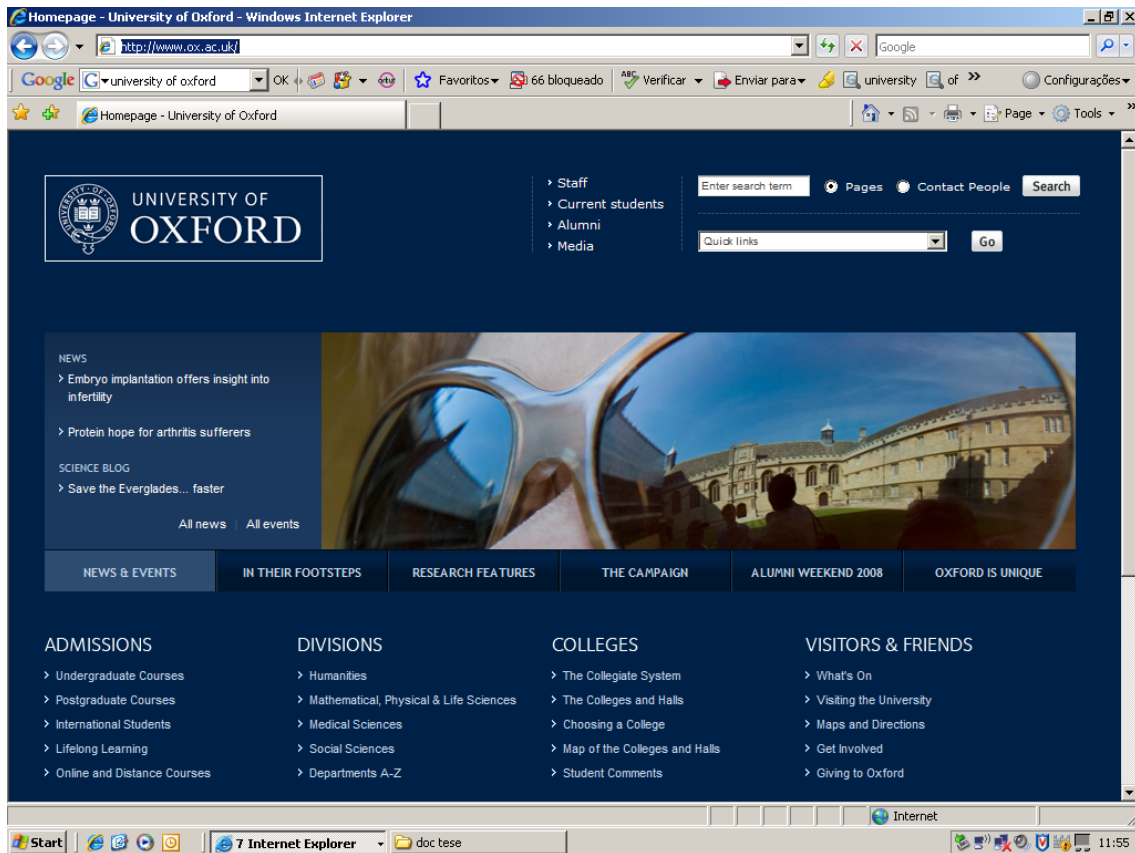 Homepage - University of Oxford - Windows Internet Explorer
http://www.ox.ac.uk/
Google
Google university of oxford OK Favoritos 66 bloqueado Verificar Enviar para university of » Configurações
Homepage - University of Oxford Page Tools »
UNIVERSITY OF
OXFORD
Staff
Current students
Alumni
Media
Enter search term Pages Contact People Search
Quick links Go
NEWS
Embryo implantation offers insight into
infertility
Protein hope for arthritis sufferers
SCIENCE BLOG
Save the Everglades... faster
All news | All events
NEWS & EVENTS IN THEIR FOOTSTEPS RESEARCH FEATURES THE CAMPAIGN ALUMNI WEEKEND 2008 OXFORD IS UNIQUE
ADMISSIONS
Undergraduate Courses
Postgraduate Courses
International Students
Lifelong Learning
Online and Distance Courses
DIVISIONS
Humanities
Mathematical, Physical & Life Sciences
Medical Sciences
Social Sciences
Departments A-Z
COLLEGES
The Collegiate System
The Colleges and Halls
Choosing a College
Map of the Colleges and Halls
Student Comments
VISITORS & FRIENDS
What's On
Visiting the University
Maps and Directions
Get Involved
Giving to Oxford
Internet
Start 7 Internet Explorer doc tese 11:55